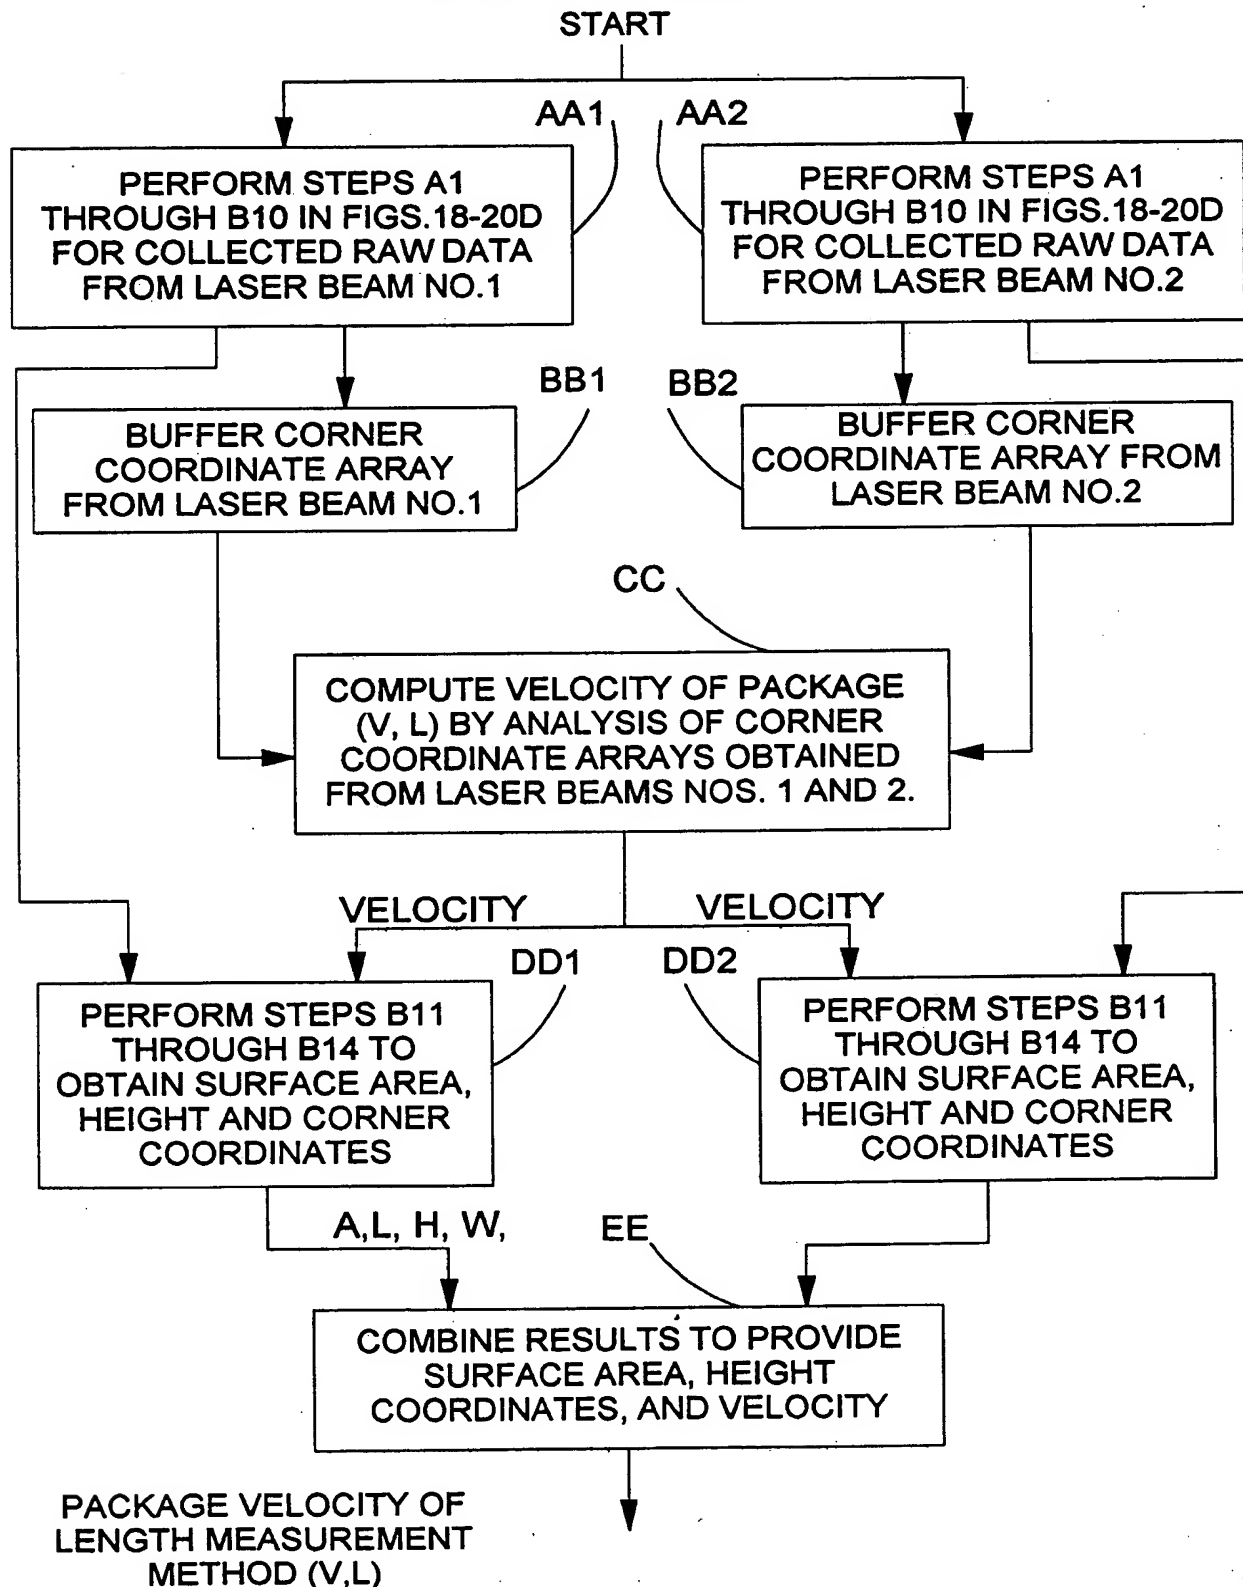 START
AA1
AA2
PERFORM STEPS A1
THROUGH B10 IN FIGS.18-20D
FOR COLLECTED RAW DATA
FROM LASER BEAM NO.1
PERFORM STEPS A1
THROUGH B10 IN FIGS.18-20D
FOR COLLECTED RAW DATA
FROM LASER BEAM NO.2
BB1
BB2
BUFFER CORNER
COORDINATE ARRAY
FROM LASER BEAM NO.1
BUFFER CORNER
COORDINATE ARRAY FROM
LASER BEAM NO.2
CC
COMPUTE VELOCITY OF PACKAGE
(V, L) BY ANALYSIS OF CORNER
COORDINATE ARRAYS OBTAINED
FROM LASER BEAMS NOS. 1 AND 2.
VELOCITY
VELOCITY
DD1
DD2
PERFORM STEPS B11
THROUGH B14 TO
OBTAIN SURFACE AREA,
HEIGHT AND CORNER
COORDINATES
PERFORM STEPS B11
THROUGH B14 TO
OBTAIN SURFACE AREA,
HEIGHT AND CORNER
COORDINATES
A,L, H, W,
EE
COMBINE RESULTS TO PROVIDE
SURFACE AREA, HEIGHT
COORDINATES, AND VELOCITY
PACKAGE VELOCITY OF
LENGTH MEASUREMENT
METHOD (V,L)